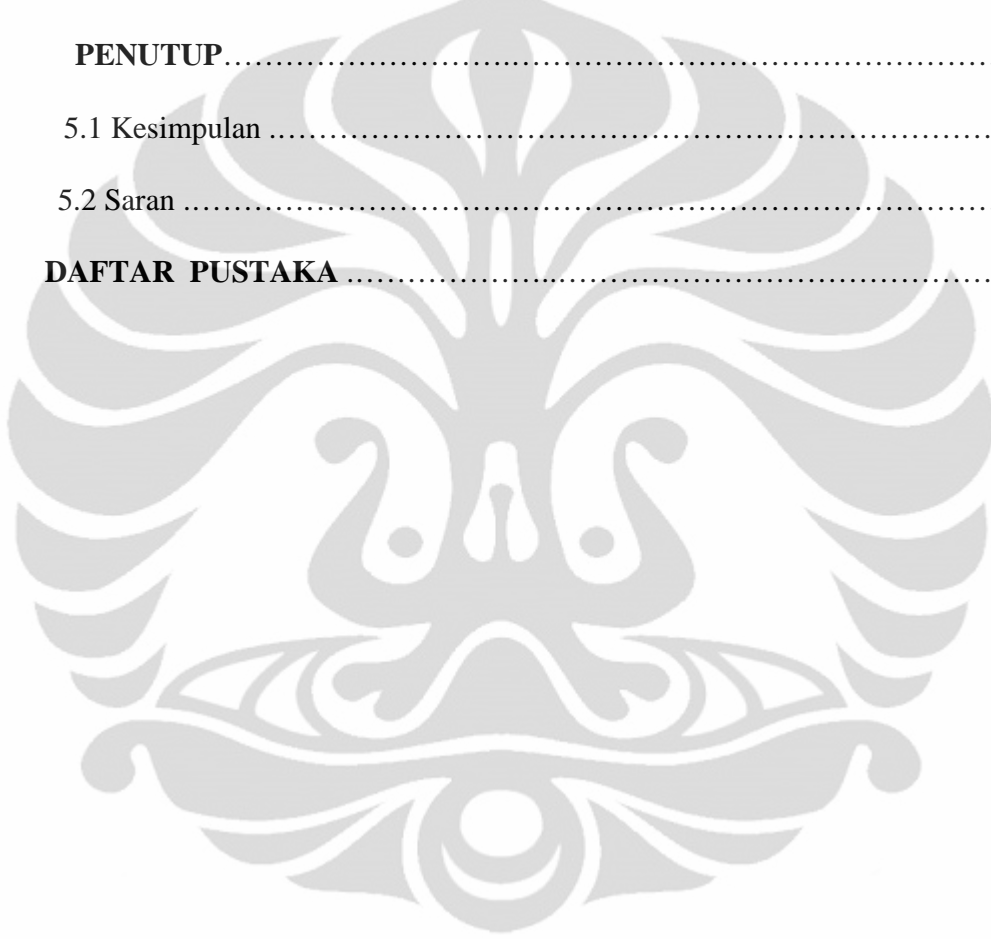 PENUTUP……………………….…………………………………………
5.1 Kesimpulan ………………………………………………………………
5.2 Saran ……………………………..………………………………………
DAFTAR PUSTAKA …………………..……………………………………